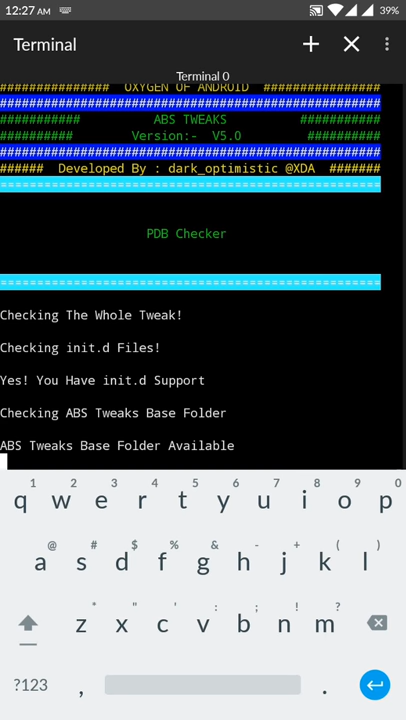 12:27 AM 39%
Terminal
Terminal 0
############### OXYGEN OF ANDROID ################
####################################################
########### ABS TWEAKS ###########
########## Version:- V5.0 ##########
####################################################
###### Developed By : dark_optimistic @XDA #######
====================================================
PDB Checker
====================================================
Checking The Whole Tweak!
Checking init.d Files!
Yes! You Have init.d Support
Checking ABS Tweaks Base Folder
ABS Tweaks Base Folder Available
1 2 3 4 5 6 7 8 9 0
q w e r t y u i o p
@ # $ % & - + ( )
a s d f g h j k l
* " ' : ; ! ?
z x c v b n m
?123 , .